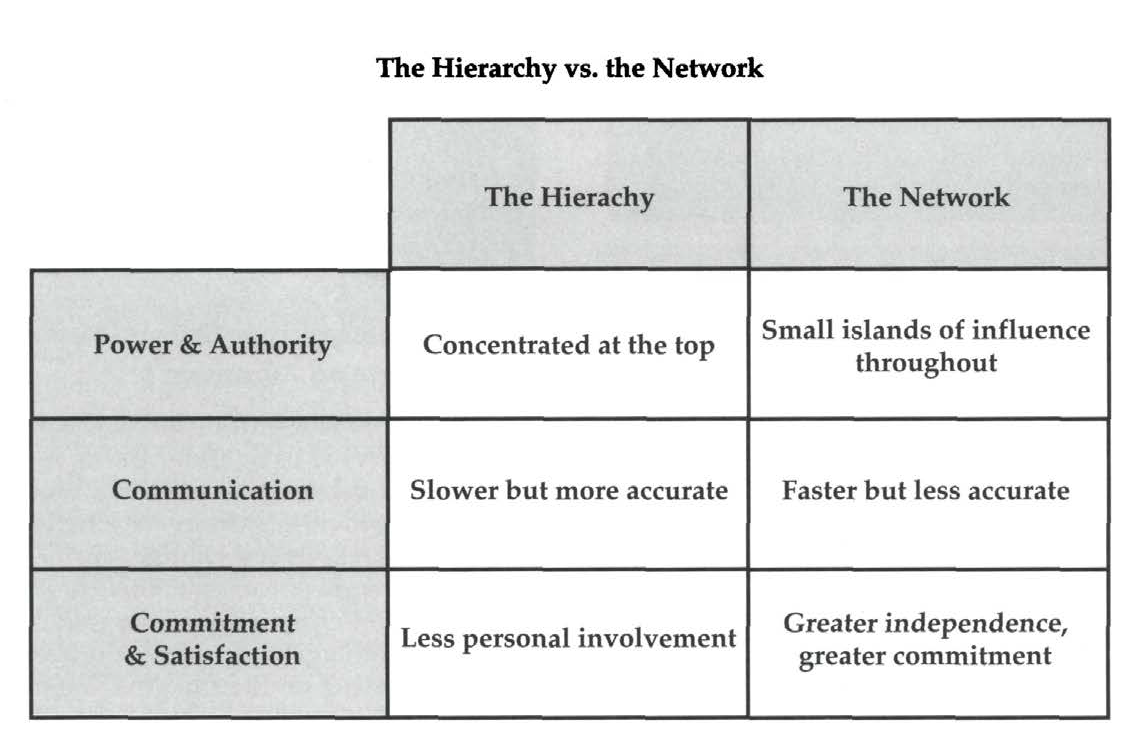 The Hierarchy vs. the Network
The Hierachy
The Network
Power & Authority
Concentrated at the top
Small islands of influence
throughout
Communication
Slower but more accurate
Faster but less accurate
Commitment
& Satisfaction
Less personal involvement
Greater independence,
greater commitment